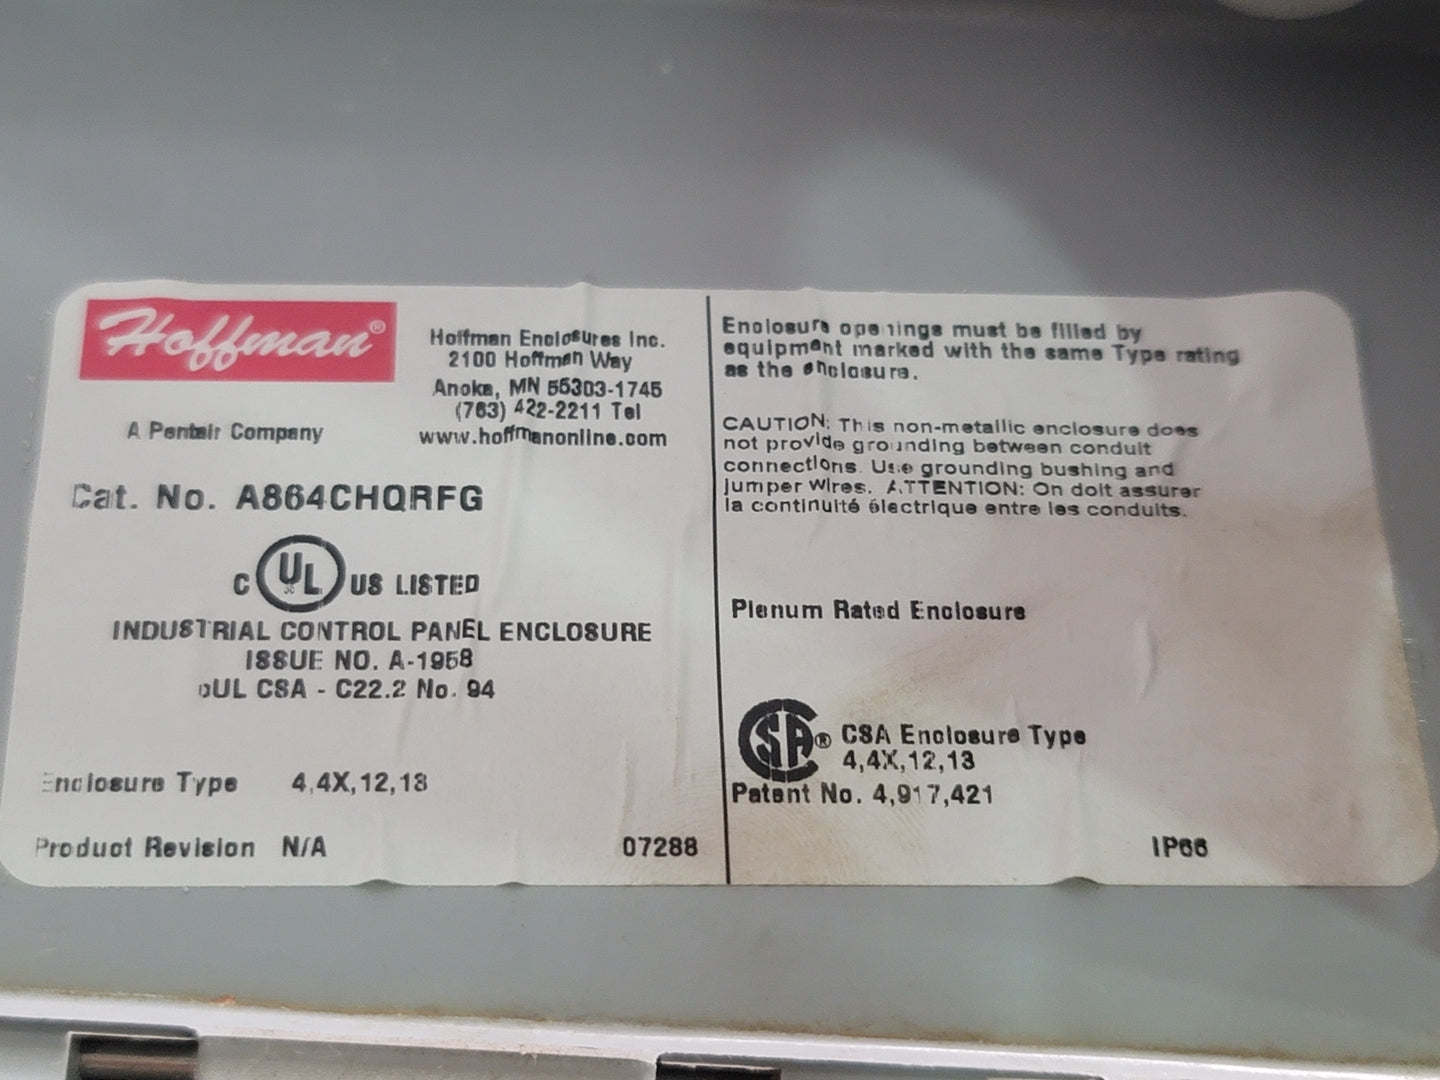 Hoffman®
A Pentair Company
Hoffman Enclosures Inc.
2100 Hoffman Way
Anoka, MN 55303-1745
(763) 422-2211 Tel
www.hoffmanonline.com
Cat. No. A864CHQRFG
C UL US LISTED
INDUSTRIAL CONTROL PANEL ENCLOSURE
ISSUE NO. A-1958
cUL CSA - C22.2 No. 94
Enclosure Type 4,4X,12,13
Product Revision N/A 07288
Enclosure openings must be filled by
equipment marked with the same Type rating
as the enclosure.
CAUTION: This non-metallic enclosure does
not provide grounding between conduit
connections. Use grounding bushing and
jumper wires. ATTENTION: On doit assurer
la continuité électrique entre les conduits.
Plenum Rated Enclosure
CSA® CSA Enclosure Type
4,4X,12,13
Patent No. 4,917,421
IP66